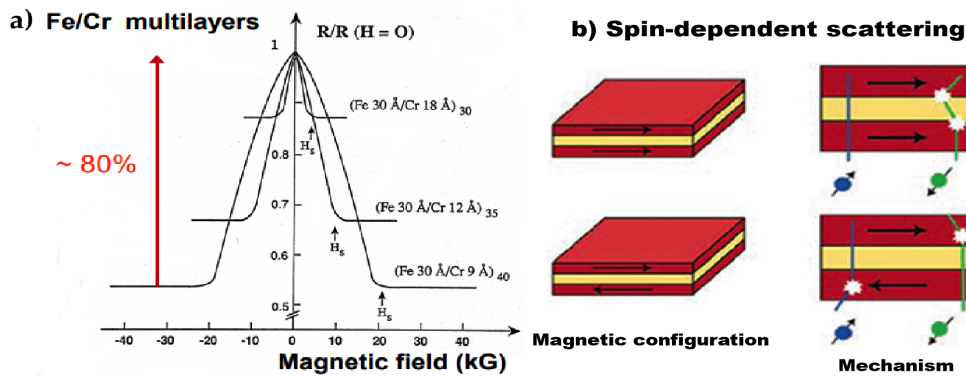 a) Fe/Cr multilayers
R/R (H = O)
b) Spin-dependent scattering
1
(Fe 30 Å/Cr 18 Å) 30
0.8
Hs
~ 80%
0.7
(Fe 30 Å/Cr 12 Å) 35
Hs
0.6
(Fe 30 Å/Cr 9 Å) 40
0.5
Hs
-40 -30 -20 -10 0 10 20 30 40
Magnetic field (kG)
Magnetic configuration
Mechanism